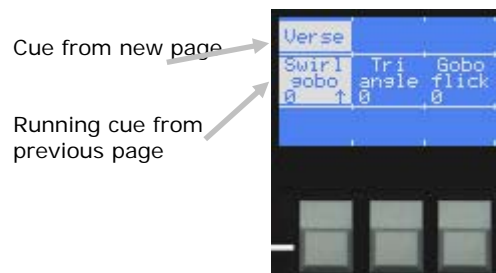 Cue from new page
Running cue from
previous page
Verse
Swirl Tri Gobo
gobo angle flick
0 ↑ 0 0